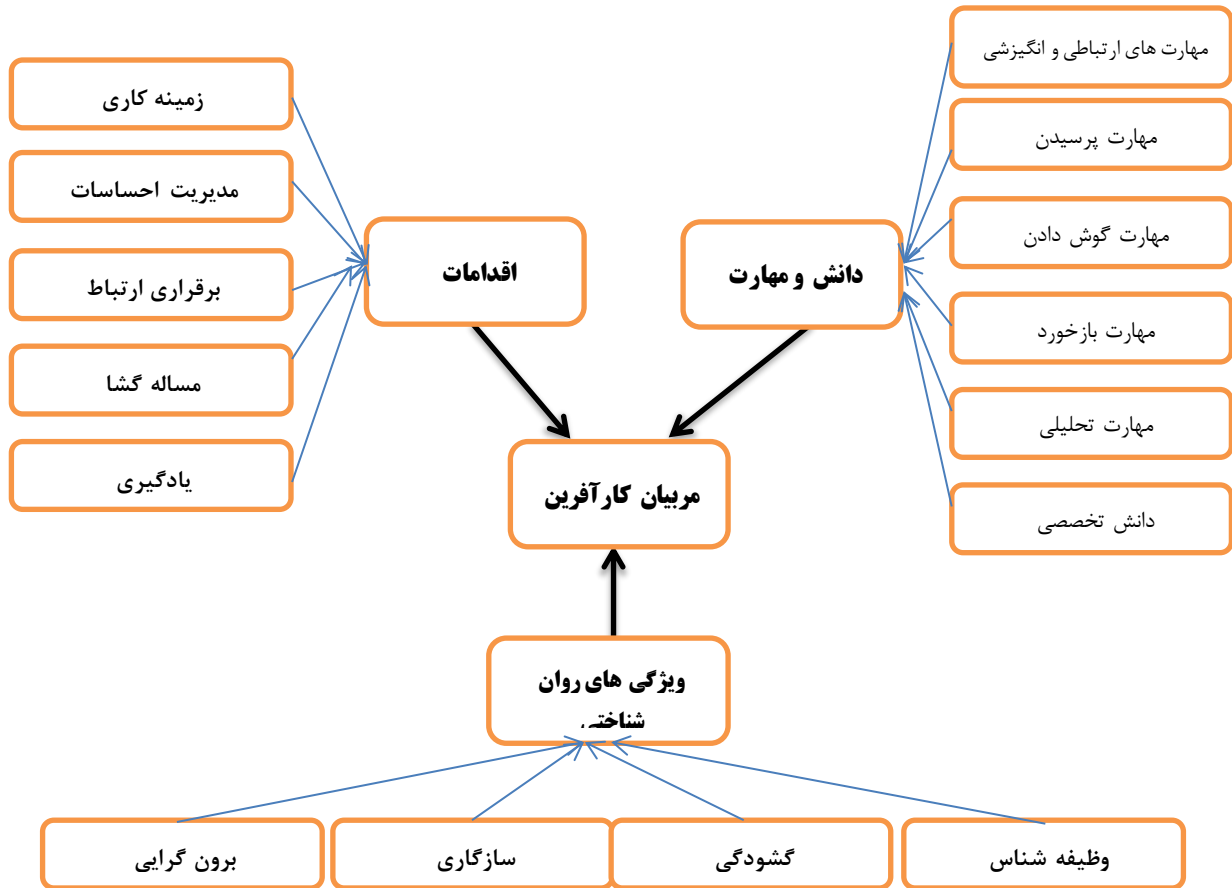 مهارت های ارتباطی و انگیزشی
مهارت پرسیدن
مهارت گوش دادن
مهارت بازخورد
مهارت تحلیلی
دانش تخصصی
دانش و مهارت
زمینه کاری
مدیریت احساسات
برقراری ارتباط
مساله گشا
یادگیری
اقدامات
مربیان کارآفرین
ویژگی های روان
شناختی
وظیفه شناس
گشودگی
سازگاری
برون گرایی